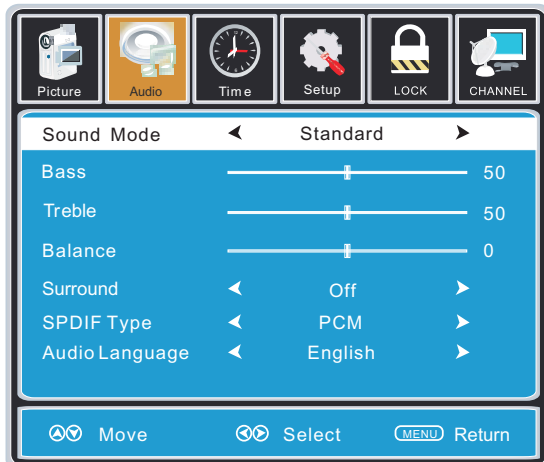 Picture Audio Time Setup LOCK CHANNEL
Sound Mode Standard
Bass 50
Treble 50
Balance 0
Surround Off
SPDIF Type PCM
Audio Language English
Move Select MENU Return